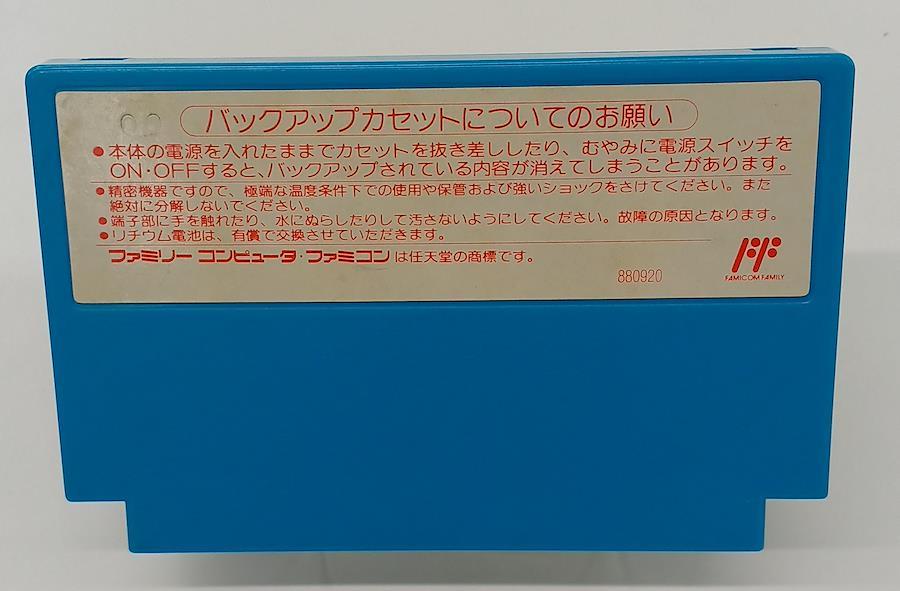 バックアップカセットについてのお願い
●本体の電源を入れたままでカセットを抜き差ししたり、むやみに電源スイッチを
ON・OFFすると、バックアップされている内容が消えてしまうことがあります。
●精密機器ですので、極端な温度条件下での使用や保管および強いショックをさけてください。また
絶対に分解しないでください。
●端子部に手を触れたり、水にぬらしたりして汚さないようにしてください。故障の原因となります。
●リチウム電池は、有償で交換させていただきます。
ファミリー コンピュータ・ファミコンは任天堂の商標です。
FAMICOM FAMILY
880920